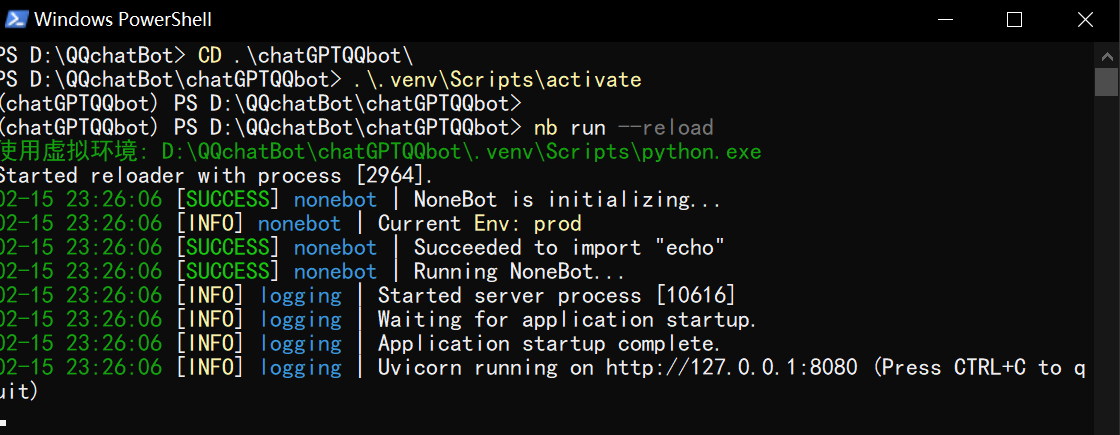 Windows PowerShell
PS D:\QQchatBot> CD .\chatGPTQQbot\
PS D:\QQchatBot\chatGPTQQbot> .\.venv\Scripts\activate
(chatGPTQQbot) PS D:\QQchatBot\chatGPTQQbot>
(chatGPTQQbot) PS D:\QQchatBot\chatGPTQQbot> nb run --reload
使用虚拟环境: D:\QQchatBot\chatGPTQQbot\.venv\Scripts\python.exe
Started reloader with process [2964].
02-15 23:26:06 [SUCCESS] nonebot | NoneBot is initializing...
02-15 23:26:06 [INFO] nonebot | Current Env: prod
02-15 23:26:06 [SUCCESS] nonebot | Succeeded to import "echo"
02-15 23:26:06 [SUCCESS] nonebot | Running NoneBot...
02-15 23:26:06 [INFO] logging | Started server process [10616]
02-15 23:26:06 [INFO] logging | Waiting for application startup.
02-15 23:26:06 [INFO] logging | Application startup complete.
02-15 23:26:06 [INFO] logging | Uvicorn running on http://127.0.0.1:8080 (Press CTRL+C to q
uit)